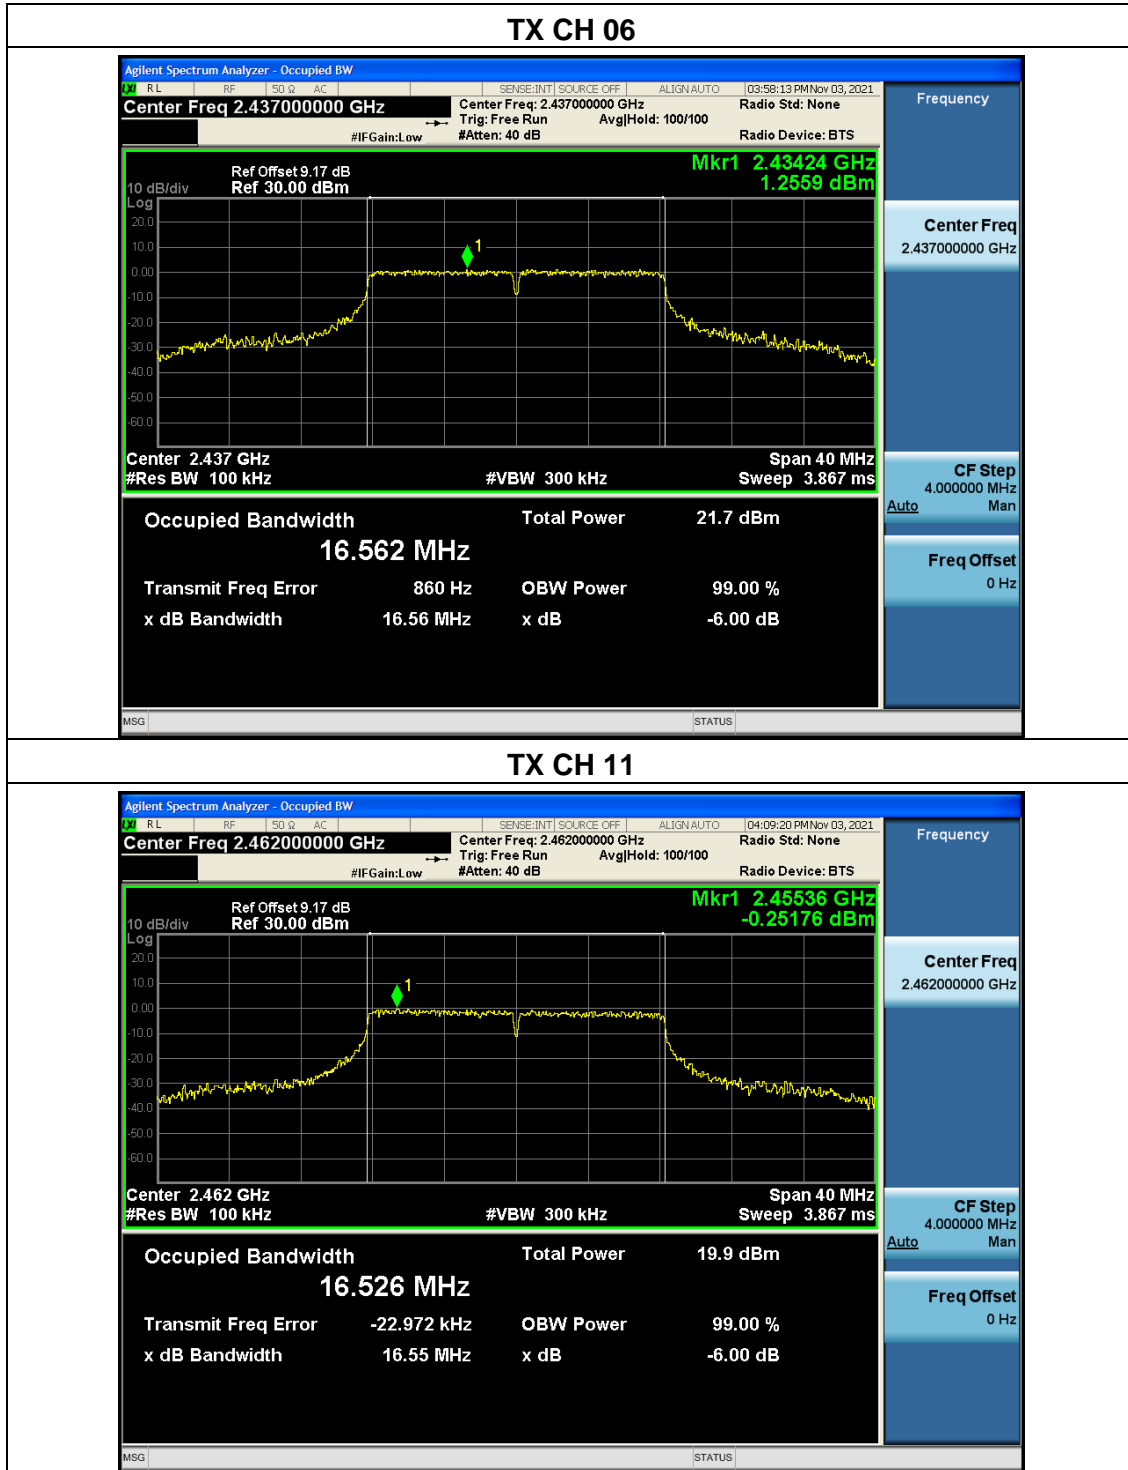 TX CH 06
Agilent Spectrum Analyzer - Occupied BW
LXI RL RF 50 Ω AC SENSE:INT SOURCE OFF ALIGN AUTO 03:58:13 PM Nov 03, 2021
Center Freq 2.437000000 GHz
Center Freq: 2.437000000 GHz Radio Std: None
Trig: Free Run Avg|Hold: 100/100
#IFGain:Low #Atten: 40 dB Radio Device: BTS
Frequency
Mkr1 2.43424 GHz
1.2559 dBm
Ref Offset 9.17 dB
10 dB/div Ref 30.00 dBm
Log
20.0
10.0
0.00
-10.0
-20.0
-30.0
-40.0
-50.0
-60.0
1
Center 2.437 GHz Span 40 MHz
#Res BW 100 kHz #VBW 300 kHz Sweep 3.867 ms
Center Freq
2.437000000 GHz
CF Step
4.000000 MHz
Auto Man
Freq Offset
0 Hz
Occupied Bandwidth Total Power 21.7 dBm
16.562 MHz
Transmit Freq Error 860 Hz OBW Power 99.00 %
x dB Bandwidth 16.56 MHz x dB -6.00 dB
MSG STATUS
TX CH 11
Agilent Spectrum Analyzer - Occupied BW
LXI RL RF 50 Ω AC SENSE:INT SOURCE OFF ALIGN AUTO 04:09:20 PM Nov 03, 2021
Center Freq 2.462000000 GHz
Center Freq: 2.462000000 GHz Radio Std: None
Trig: Free Run Avg|Hold: 100/100
#IFGain:Low #Atten: 40 dB Radio Device: BTS
Frequency
Mkr1 2.45536 GHz
-0.25176 dBm
Ref Offset 9.17 dB
10 dB/div Ref 30.00 dBm
Log
20.0
10.0
0.00
-10.0
-20.0
-30.0
-40.0
-50.0
-60.0
1
Center 2.462 GHz Span 40 MHz
#Res BW 100 kHz #VBW 300 kHz Sweep 3.867 ms
Center Freq
2.462000000 GHz
CF Step
4.000000 MHz
Auto Man
Freq Offset
0 Hz
Occupied Bandwidth Total Power 19.9 dBm
16.526 MHz
Transmit Freq Error -22.972 kHz OBW Power 99.00 %
x dB Bandwidth 16.55 MHz x dB -6.00 dB
MSG STATUS